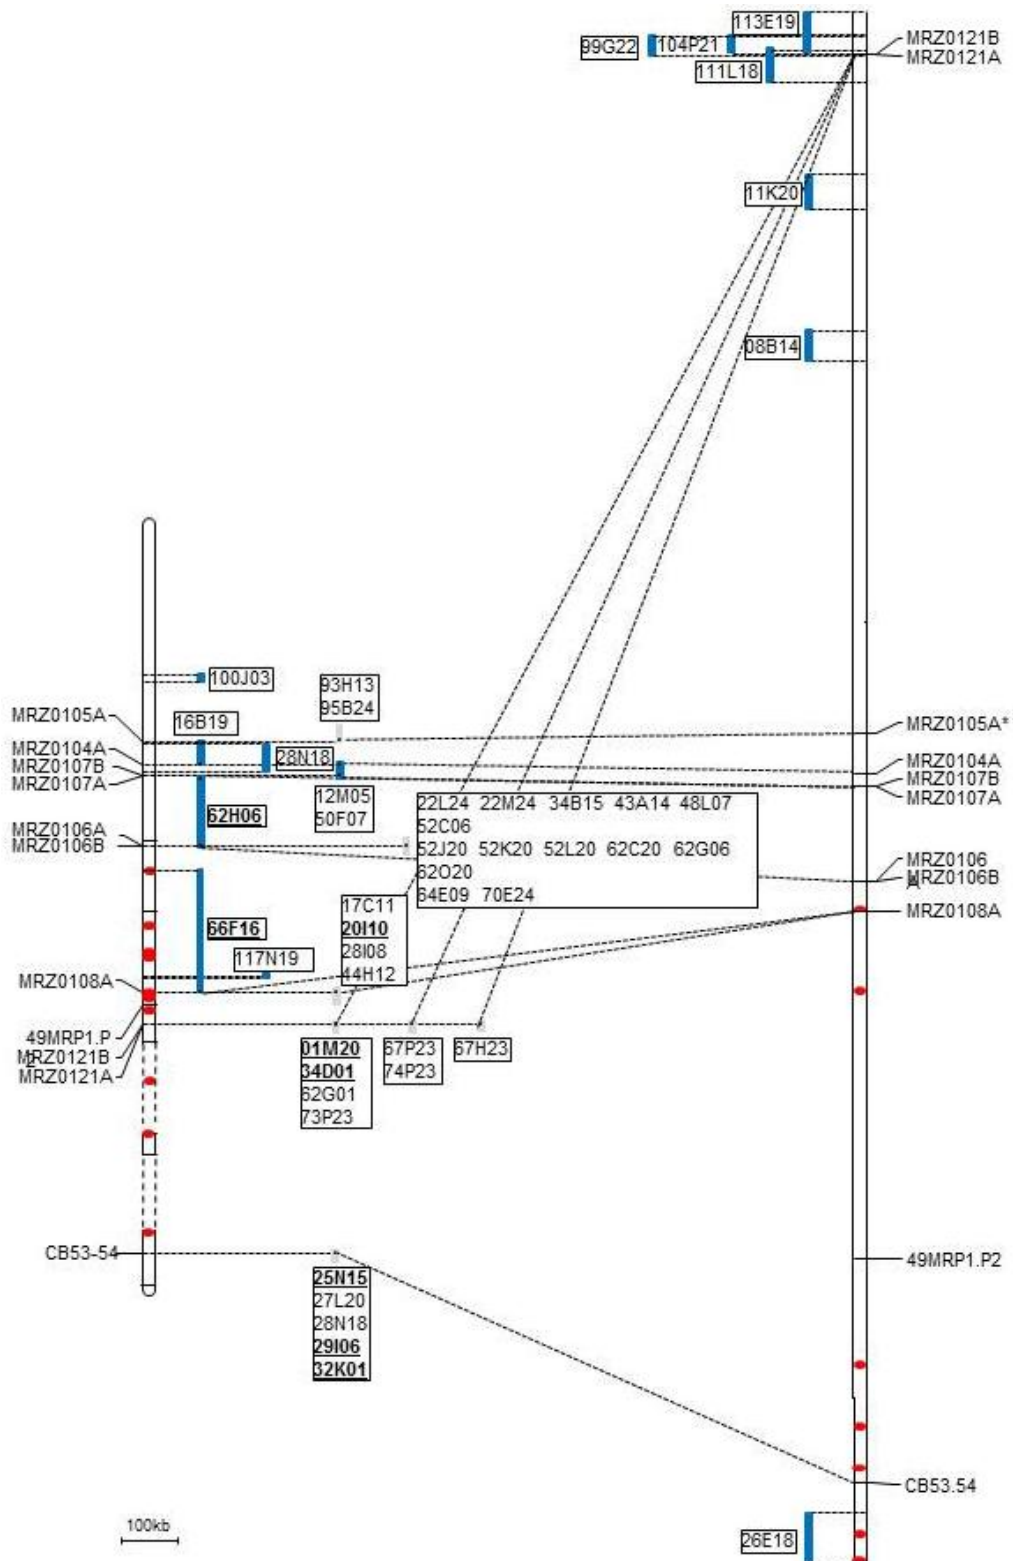 113E19
99G22
104P21
111L18
MRZ0121B
MRZ0121A
11K20
08B14
100J03
93H13
95B24
MRZ0105A
16B19
MRZ0105A*
MRZ0104A
28N18
MRZ0104A
MRZ0107B
MRZ0107A
MRZ0107B
MRZ0107A
12M05
50F07
62H06
22L24 22M24 34B15 43A14 48L07
52C06
52J20 52K20 52L20 62C20 62G06
62O20
64E09 70E24
MRZ0106A
MRZ0106B
MRZ0106
A
MRZ0106B
MRZ0108A
17C11
20I10
28I08
44H12
66F16
117N19
MRZ0108A
49MRP1.P
2
MRZ0121B
MRZ0121A
01M20
34D01
62G01
73P23
67P23
74P23
67H23
CB53-54
49MRP1.P2
25N15
27L20
28N18
29I06
32K01
CB53.54
100kb
26E18